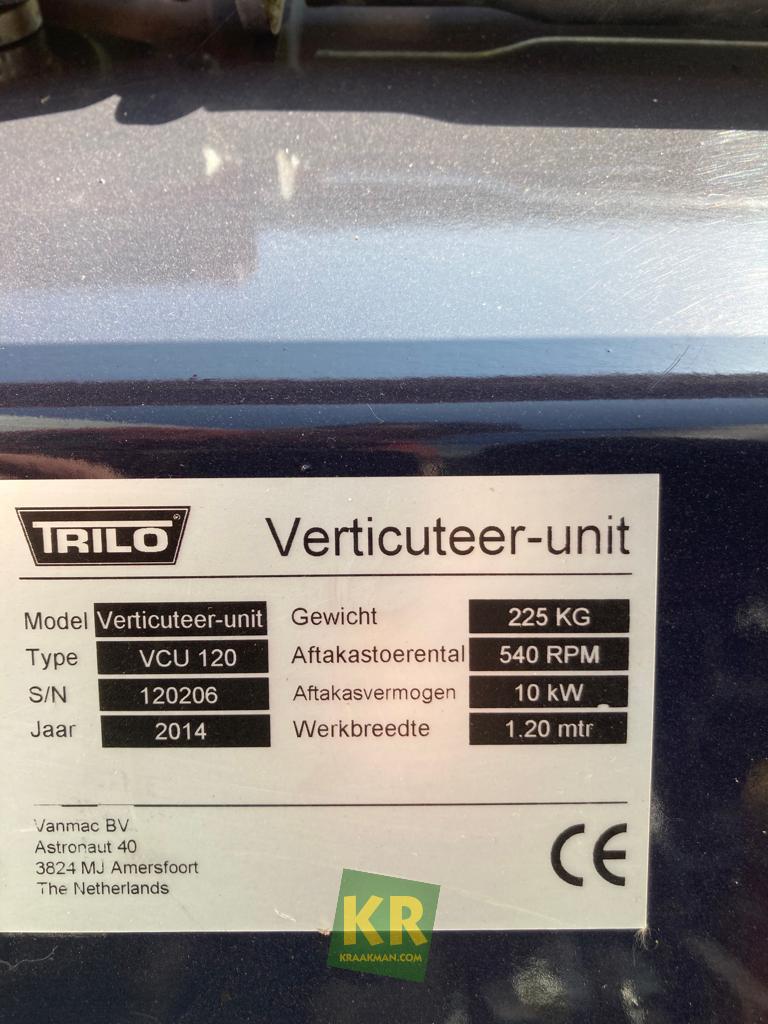 TRILO®
Verticuteer-unit
Model Verticuteer-unit Gewicht 225 KG
Type VCU 120 Aftakastoerental 540 RPM
S/N 120206 Aftakasvermogen 10 kW
Jaar 2014 Werkbreedte 1.20 mtr
Vanmac BV
Astronaut 40
3824 MJ Amersfoort
The Netherlands
CE
KR
KRAAKMAN.COM